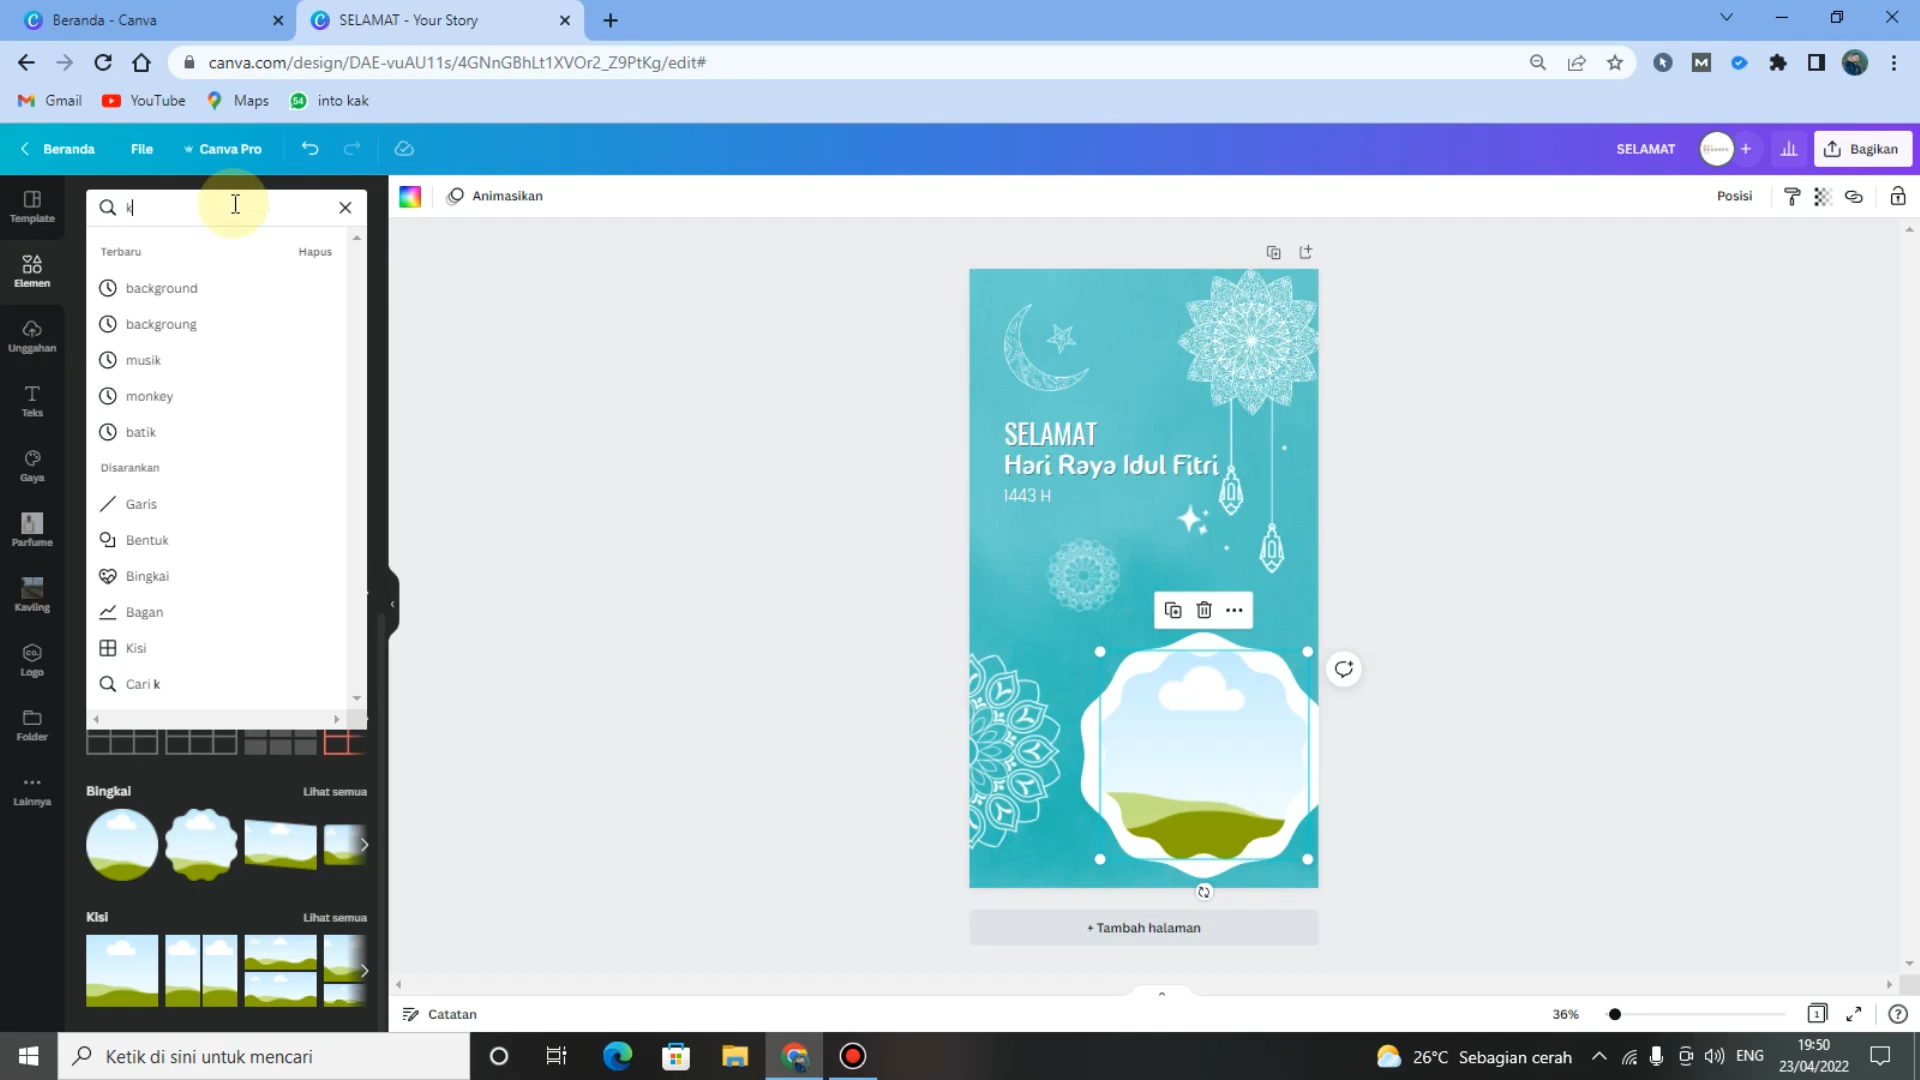 Beranda - Canva
SELAMAT - Your Story
canva.com/design/DAE-vuAU11s/4GNnGBhLt1XVOr2_Z9PtKg/edit#
Gmail
YouTube
Maps
54
into kak
Beranda
File
Canva Pro
SELAMAT
Bagikan
Template
Elemen
Unggahan
Teks
Gaya
Parfume
Kavling
CO.
Logo
Folder
Lainnya
k
Terbaru
Hapus
background
backgroung
musik
monkey
batik
Disarankan
Garis
Bentuk
Bingkai
Bagan
Kisi
Cari k
Bingkai
Lihat semua
Kisi
Lihat semua
Animasikan
Posisi
SELAMAT
Hari Raya Idul Fitri
1443 H
+ Tambah halaman
Catatan
36%
1
Ketik di sini untuk mencari
26°C Sebagian cerah
ENG
19:50
23/04/2022